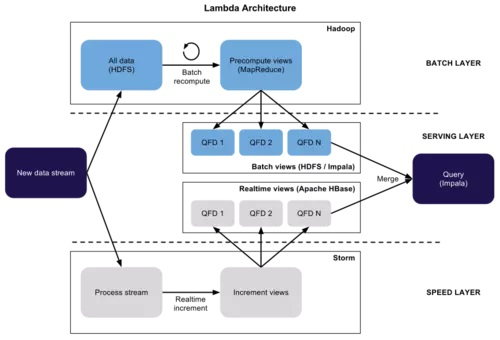 Lambda Architecture
Hadoop
All data
(HDFS)
Batch
recompute
Precompute views
(MapReduce)
BATCH LAYER
QFD 1
QFD 2
QFD N
Batch views (HDFS / Impala)
SERVING LAYER
New data stream
Merge
Query
(Impala)
Realtime views (Apache HBase)
QFD 1
QFD 2
QFD N
Storm
Process stream
Realtime
increment
Increment views
SPEED LAYER